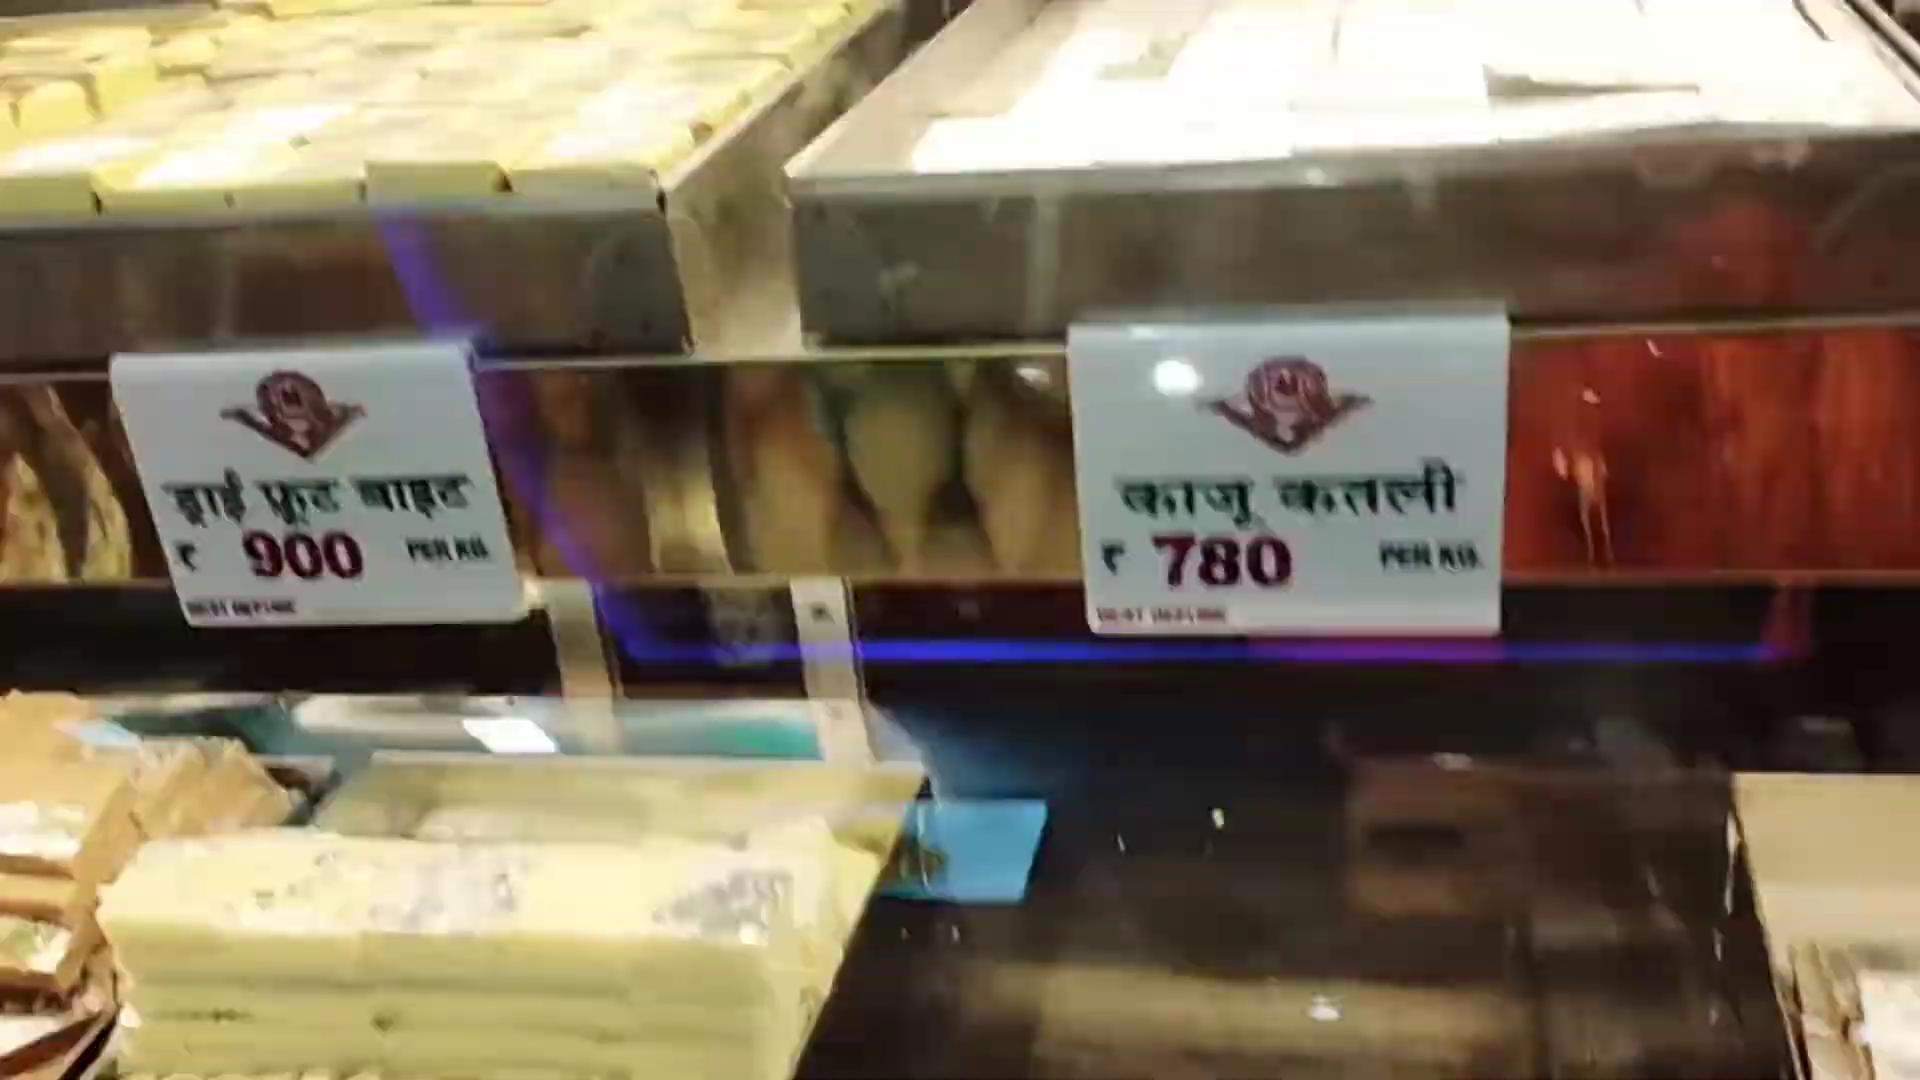 ड्राई फ्रूट बाइट
₹ 900 PER KG.
काजू कतली
₹ 780 PER KG.